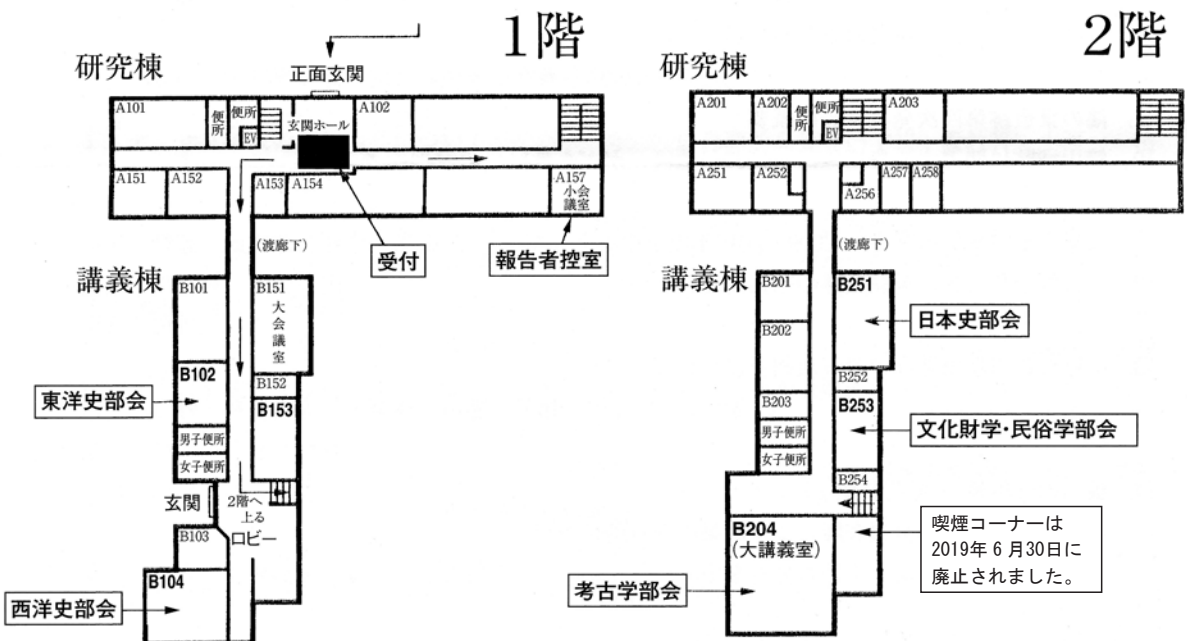 1階
研究棟
正面玄関
A101
便所
便所
EV
玄関ホール
A102
A151
A152
A153
A154
A157
小会
議室
(渡廊下)
受付
報告者控室
講義棟
B101
B151
大会議室
B102
東洋史部会
B152
B153
男子便所
女子便所
玄関
2階へ
上る
ロビー
B103
B104
西洋史部会
2階
研究棟
A201
A202
便所
便所
EV
A203
A251
A252
A256
A257
A258
(渡廊下)
講義棟
B201
B251
日本史部会
B202
B252
B203
B253
文化財学・民俗学部会
男子便所
女子便所
B254
B204
(大講義室)
考古学部会
喫煙コーナーは
2019年6月30日に
廃止されました。